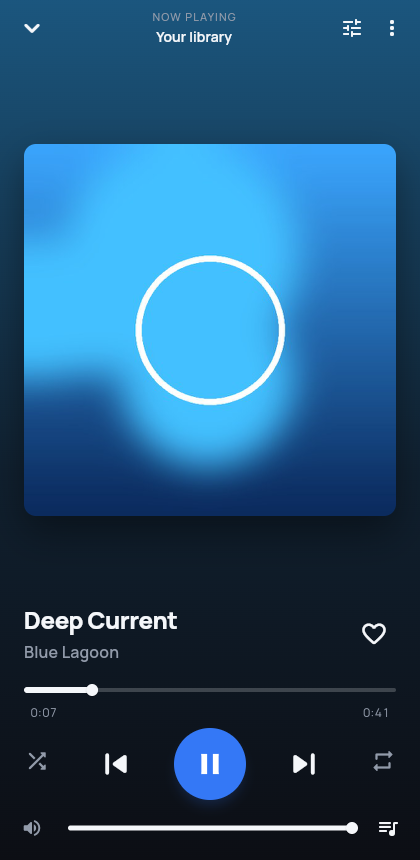 NOW PLAYING
Your library
Deep Current
Blue Lagoon
0:07
0:41